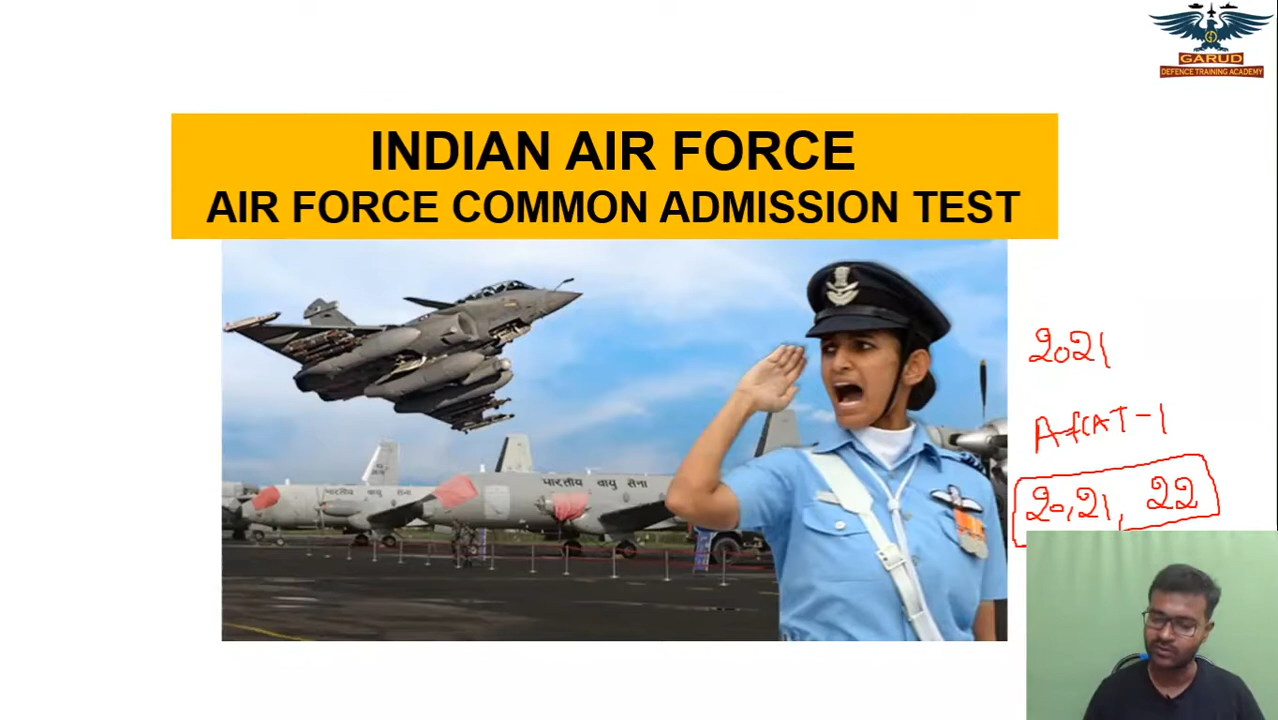 GARUD
DEFENCE TRAINING ACADEMY
INDIAN AIR FORCE
AIR FORCE COMMON ADMISSION TEST
भारतीय वायु सेना
2021
AFCAT-1
20,21, 22